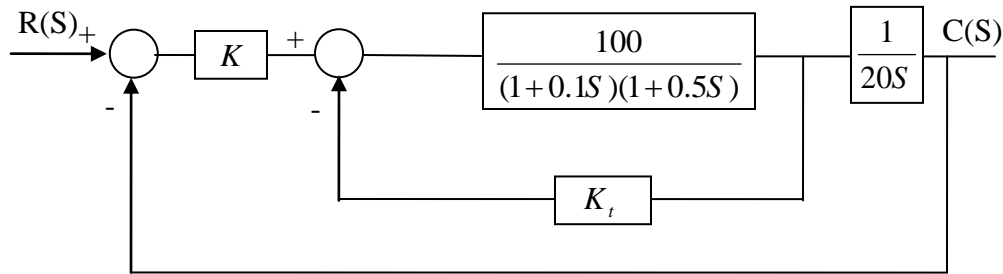 R(S) + K + 100 1 C(S)
(1+0.1S)(1+0.5S) 20S
- -
K_t